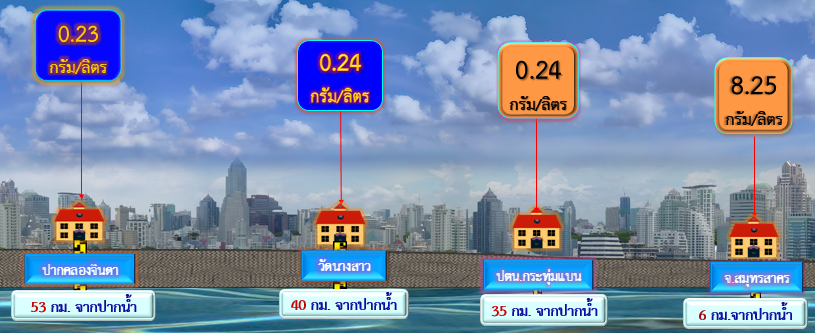 0.23
กรัม/ลิตร
0.24
กรัม/ลิตร
0.24
กรัม/ลิตร
8.25
กรัม/ลิตร
ปากคลองจินดา
วัดนางสาว
ปตน.กระทุ่มแบน
จ.สมุทรสาคร
53 กม. จากปากน้ำ
40 กม. จากปากน้ำ
35 กม. จากปากน้ำ
6 กม.จากปากน้ำ